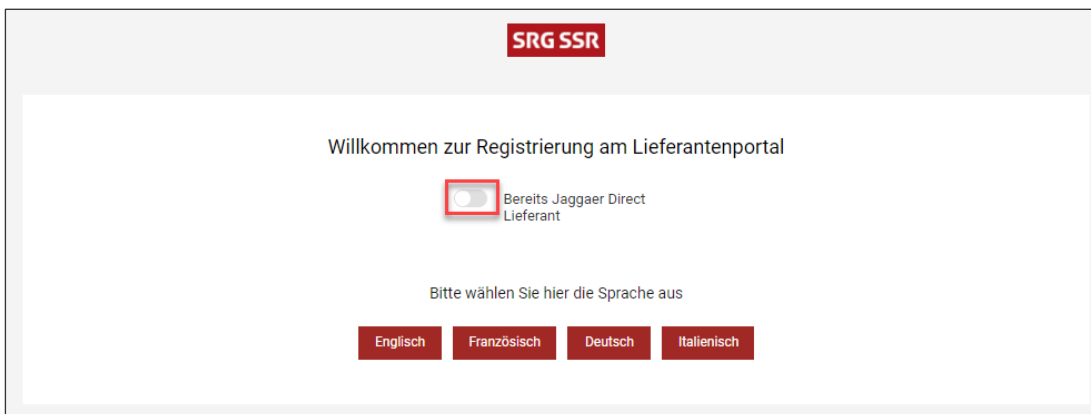 SRG SSR
Willkommen zur Registrierung am Lieferantenportal
Bereits Jaggaer Direct
Lieferant
Bitte wählen Sie hier die Sprache aus
Englisch Französisch Deutsch Italienisch